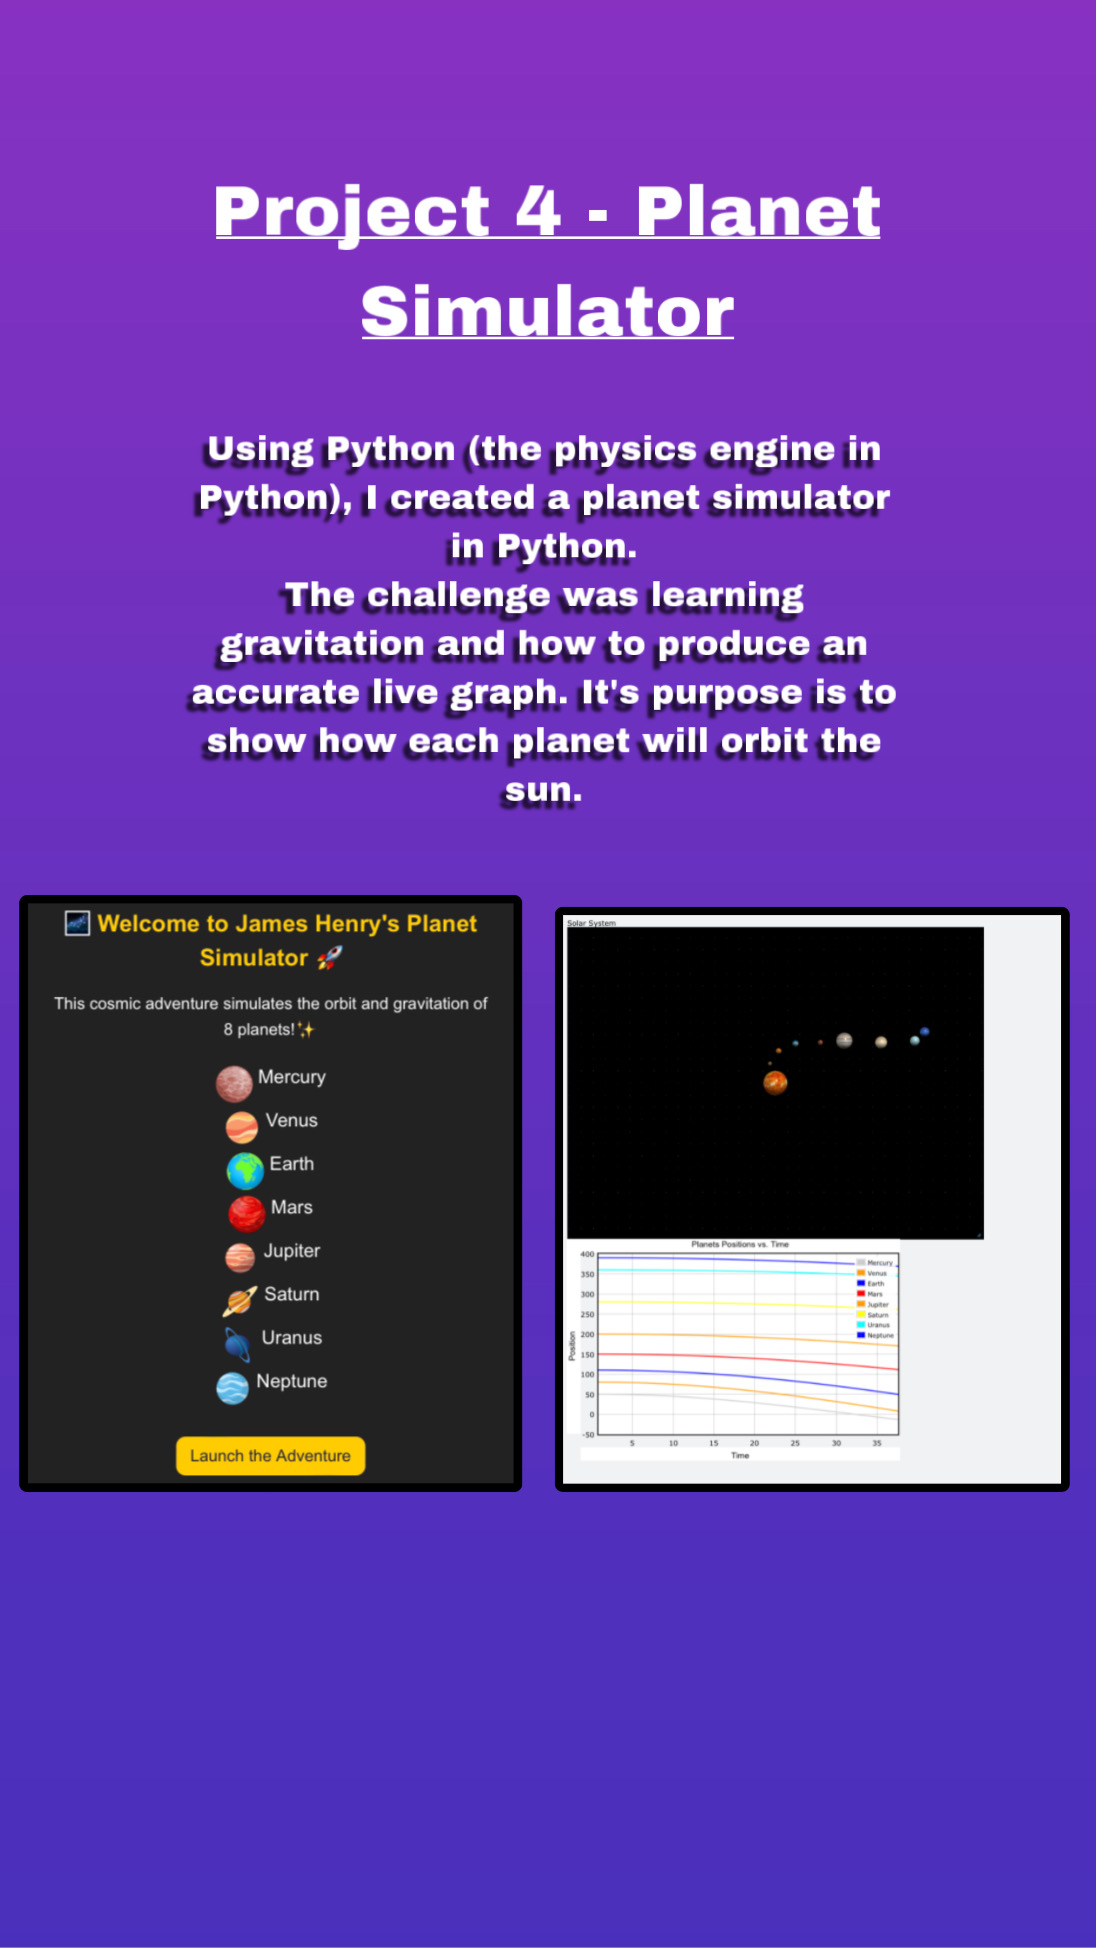 Project 4 - Planet
Simulator
Using Python (the physics engine in
Python), I created a planet simulator
in Python.
The challenge was learning
gravitation and how to produce an
accurate live graph. It's purpose is to
show how each planet will orbit the
sun.
Welcome to James Henry's Planet
Simulator 🚀
This cosmic adventure simulates the orbit and gravitation of
8 planets!✨
Mercury
Venus
Earth
Mars
Jupiter
Saturn
Uranus
Neptune
Launch the Adventure
Solar System
Planets Positions vs. Time
400
350
300
250
200
150
100
50
0
-50
Position
Mercury
Venus
Earth
Mars
Jupiter
Saturn
Uranus
Neptune
5 10 15 20 25 30 35
Time